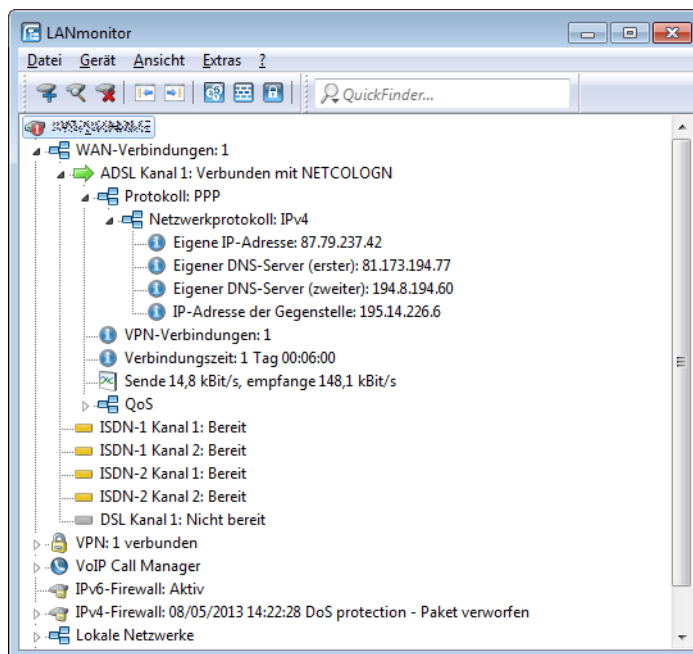 LANmonitor
Datei Gerät Ansicht Extras ?
QuickFinder...
WAN-Verbindungen: 1
ADSL Kanal 1: Verbunden mit NETCOLOGN
Protokoll: PPP
Netzwerkprotokoll: IPv4
Eigene IP-Adresse: 87.79.237.42
Eigener DNS-Server (erster): 81.173.194.77
Eigener DNS-Server (zweiter): 194.8.194.60
IP-Adresse der Gegenstelle: 195.14.226.6
VPN-Verbindungen: 1
Verbindungszeit: 1 Tag 00:06:00
Sende 14,8 kBit/s, empfange 148,1 kBit/s
QoS
ISDN-1 Kanal 1: Bereit
ISDN-1 Kanal 2: Bereit
ISDN-2 Kanal 1: Bereit
ISDN-2 Kanal 2: Bereit
DSL Kanal 1: Nicht bereit
VPN: 1 verbunden
VoIP Call Manager
IPv6-Firewall: Aktiv
IPv4-Firewall: 08/05/2013 14:22:28 DoS protection - Paket verworfen
Lokale Netzwerke